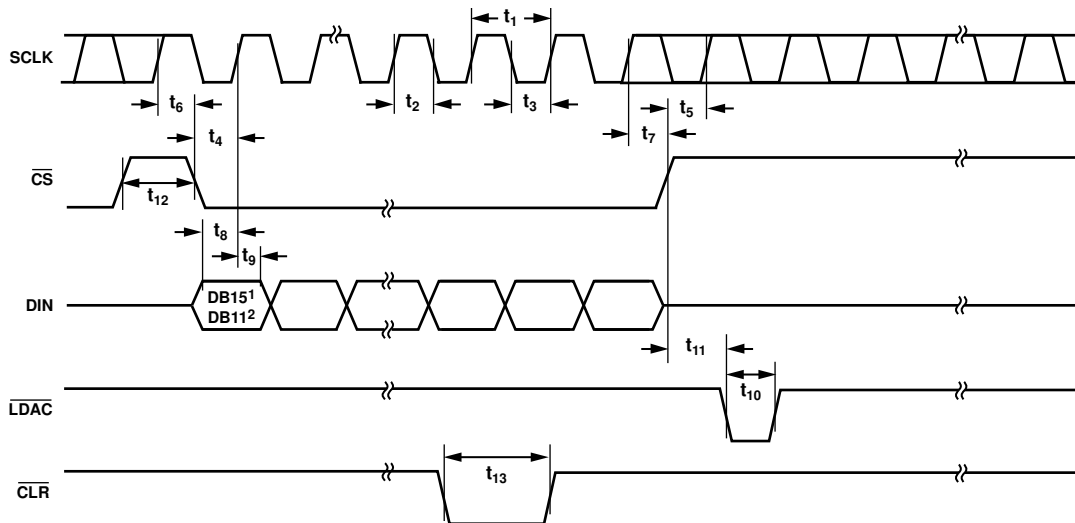 t1
SCLK
t6
t2
t3
t5
t4
t7
CS
t12
t8
t9
DIN
DB15¹
DB11²
t11
t10
LDAC
t13
CLR